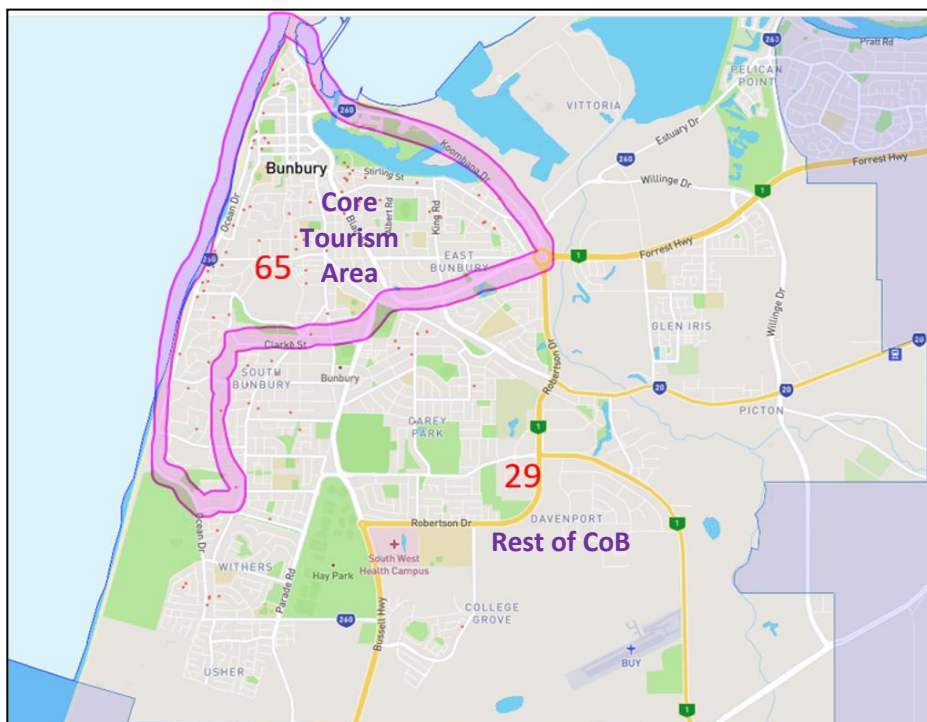 260
Pratt Rd
PELICAN
POINT
VITTORIA
260
Estuary Dr
Koombana Dr
260
Forrest Hwy
Bunbury
Stirling St
Willinge Dr
1
Ocean Dr
Core
Tourism
Area
Albert Rd
King Rd
EAST
BUNBURY
1
Forrest Hwy
260
65
Willinge Dr
GLEN IRIS
Clarke St
Robertson Dr
20
SOUTH
BUNBURY
Bunbury
20
20
PICTON
CAREY
PARK
1
29
DAVENPORT
Ocean Dr
Robertson Dr
1
Rest of CoB
South West
Health Campus
WITHERS
Hay Park
Parade Rd
COLLEGE
GROVE
260
Bussell Hwy
BUY
USHER